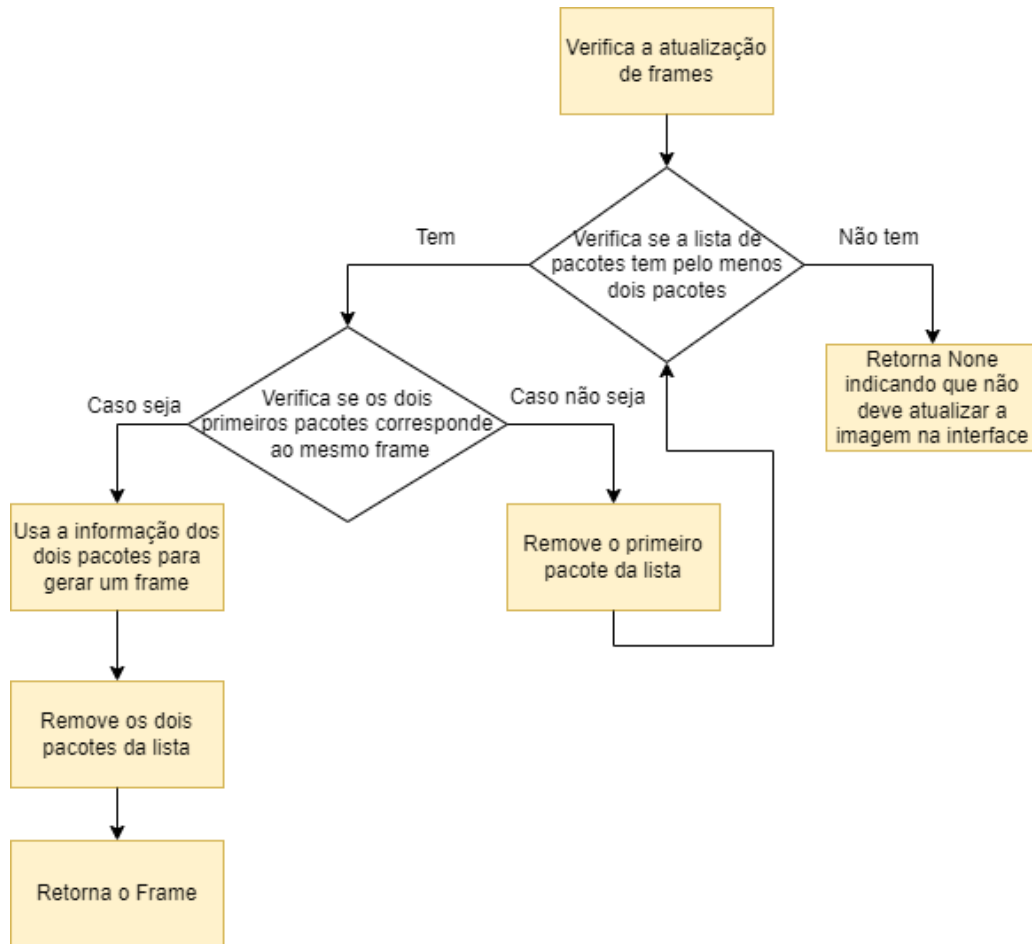 Verifica a atualização
de frames
Tem
Verifica se a lista de
pacotes tem pelo menos
dois pacotes
Não tem
Retorna None
indicando que não
deve atualizar a
imagem na interface
Caso seja
Verifica se os dois
primeiros pacotes corresponde
ao mesmo frame
Caso não seja
Usa a informação dos
dois pacotes para
gerar um frame
Remove o primeiro
pacote da lista
Remove os dois
pacotes da lista
Retorna o Frame